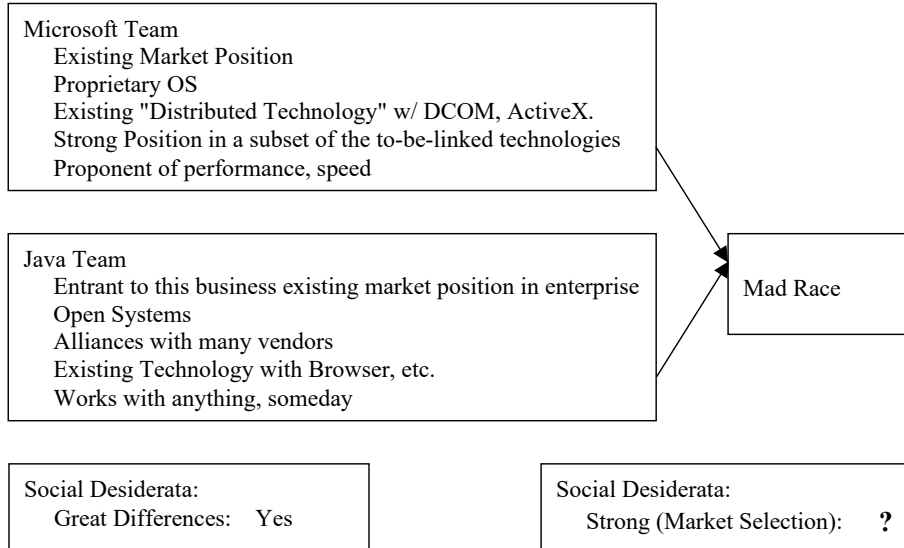 Microsoft Team
Existing Market Position
Proprietary OS
Existing "Distributed Technology" w/ DCOM, ActiveX.
Strong Position in a subset of the to-be-linked technologies
Proponent of performance, speed
Java Team
Entrant to this business existing market position in enterprise
Open Systems
Alliances with many vendors
Existing Technology with Browser, etc.
Works with anything, someday
Mad Race
Social Desiderata:
Great Differences: Yes
Social Desiderata:
Strong (Market Selection): ?